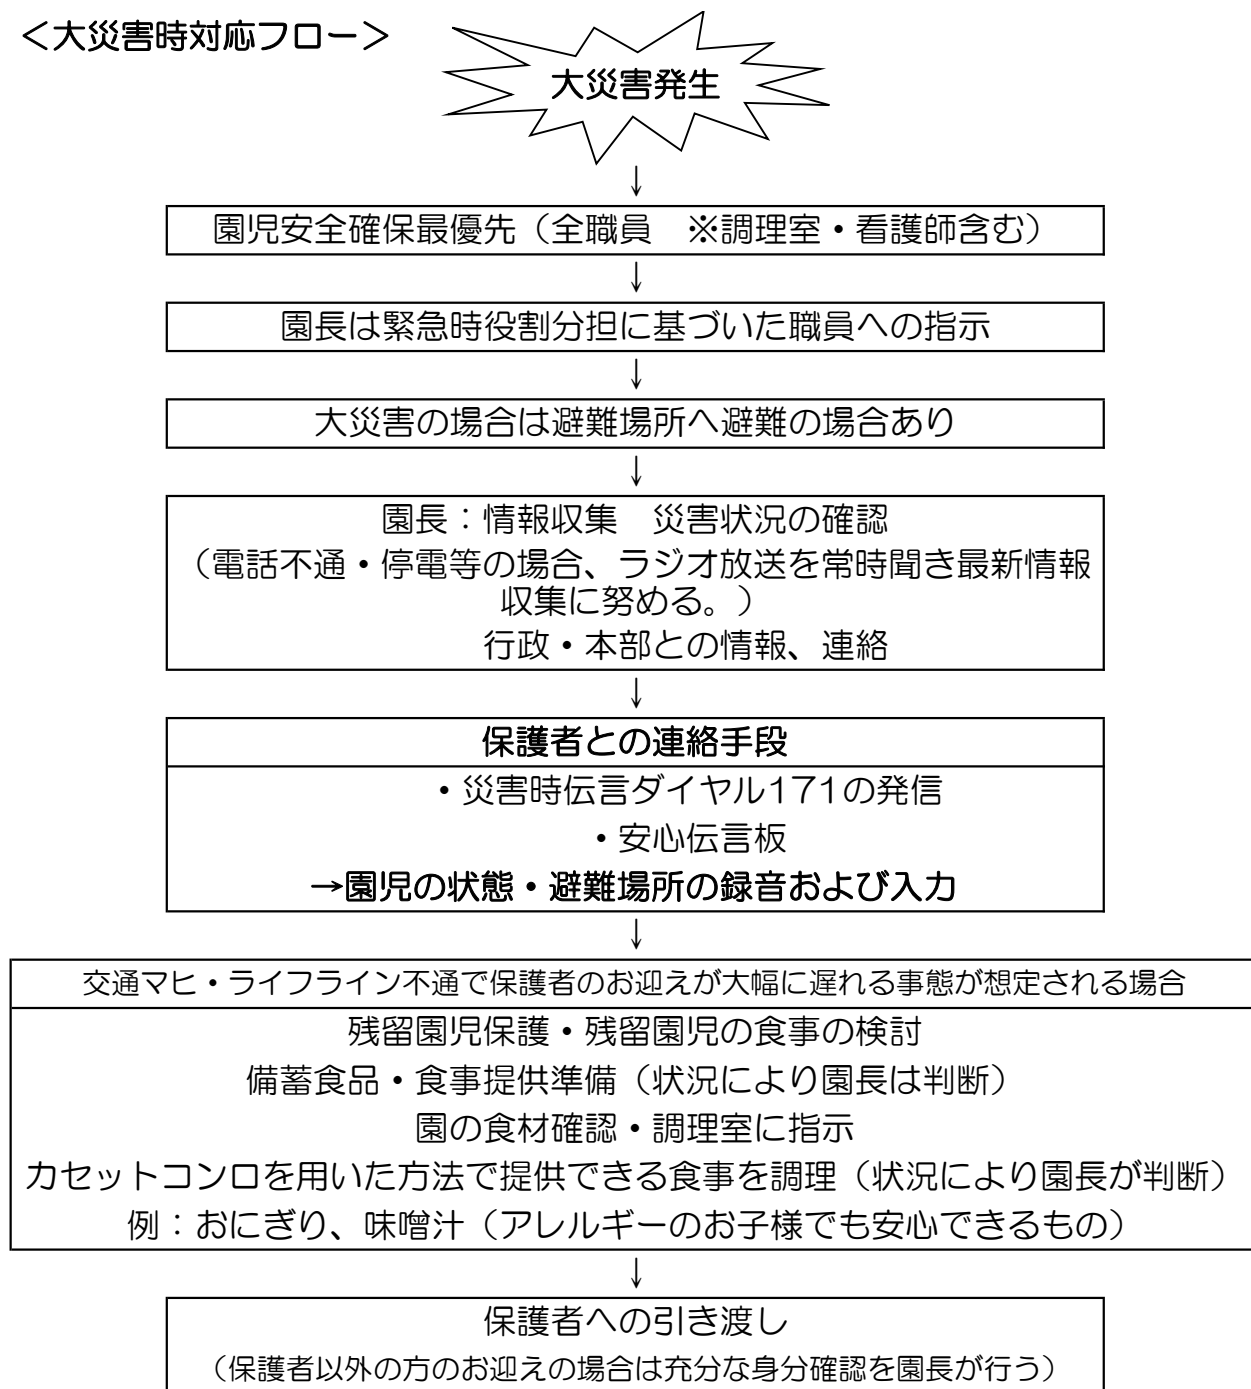 ＜大災害時対応フロー＞
大災害発生
↓
園児安全確保最優先（全職員　※調理室・看護師含む）
↓
園長は緊急時役割分担に基づいた職員への指示
↓
大災害の場合は避難場所へ避難の場合あり
↓
園長：情報収集　災害状況の確認
（電話不通・停電等の場合、ラジオ放送を常時聞き最新情報
収集に努める。）
行政・本部との情報、連絡
↓
保護者との連絡手段
・災害時伝言ダイヤル171の発信
・安心伝言板
→園児の状態・避難場所の録音および入力
↓
交通マヒ・ライフライン不通で保護者のお迎えが大幅に遅れる事態が想定される場合
残留園児保護・残留園児の食事の検討
備蓄食品・食事提供準備（状況により園長は判断）
園の食材確認・調理室に指示
カセットコンロを用いた方法で提供できる食事を調理（状況により園長が判断）
例：おにぎり、味噌汁（アレルギーのお子様でも安心できるもの）
↓
保護者への引き渡し
（保護者以外の方のお迎えの場合は充分な身分確認を園長が行う）